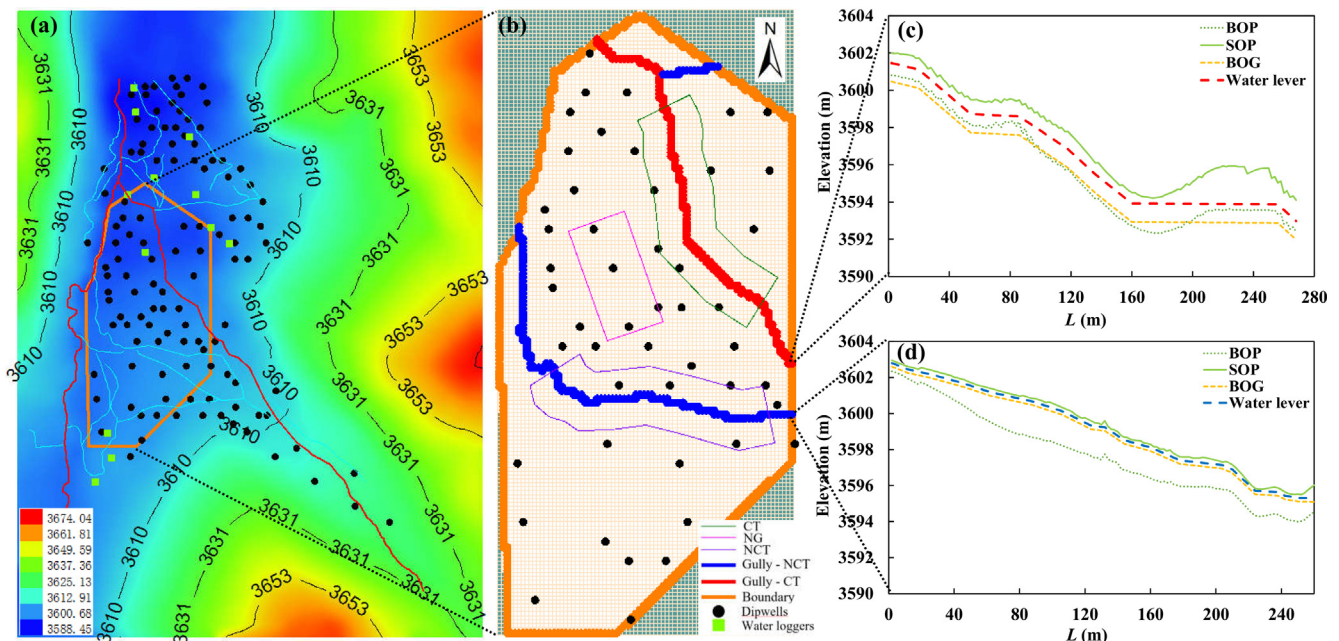 (a)
3631
3653
3631
3653
3610
3610
3631
3610
3631
3631
3610
3610
3631
3653
3610
3610
3653
3610
3610
3631
3610
3631
3631
3653
3653
3631
3674.04
3661.81
3649.59
3637.36
3625.13
3612.91
3600.68
3588.45
(b)
N
CT
NG
NCT
Gully - NCT
Gully - CT
Boundary
Dipwells
Water loggers
(c)
BOP
SOP
BOG
Water lever
Elevation (m)
3604
3602
3600
3598
3596
3594
3592
3590
0 40 80 120 160 200 240 280
L (m)
(d)
BOP
SOP
BOG
Water lever
Elevation (m)
3604
3602
3600
3598
3596
3594
3592
3590
0 40 80 120 160 200 240
L (m)